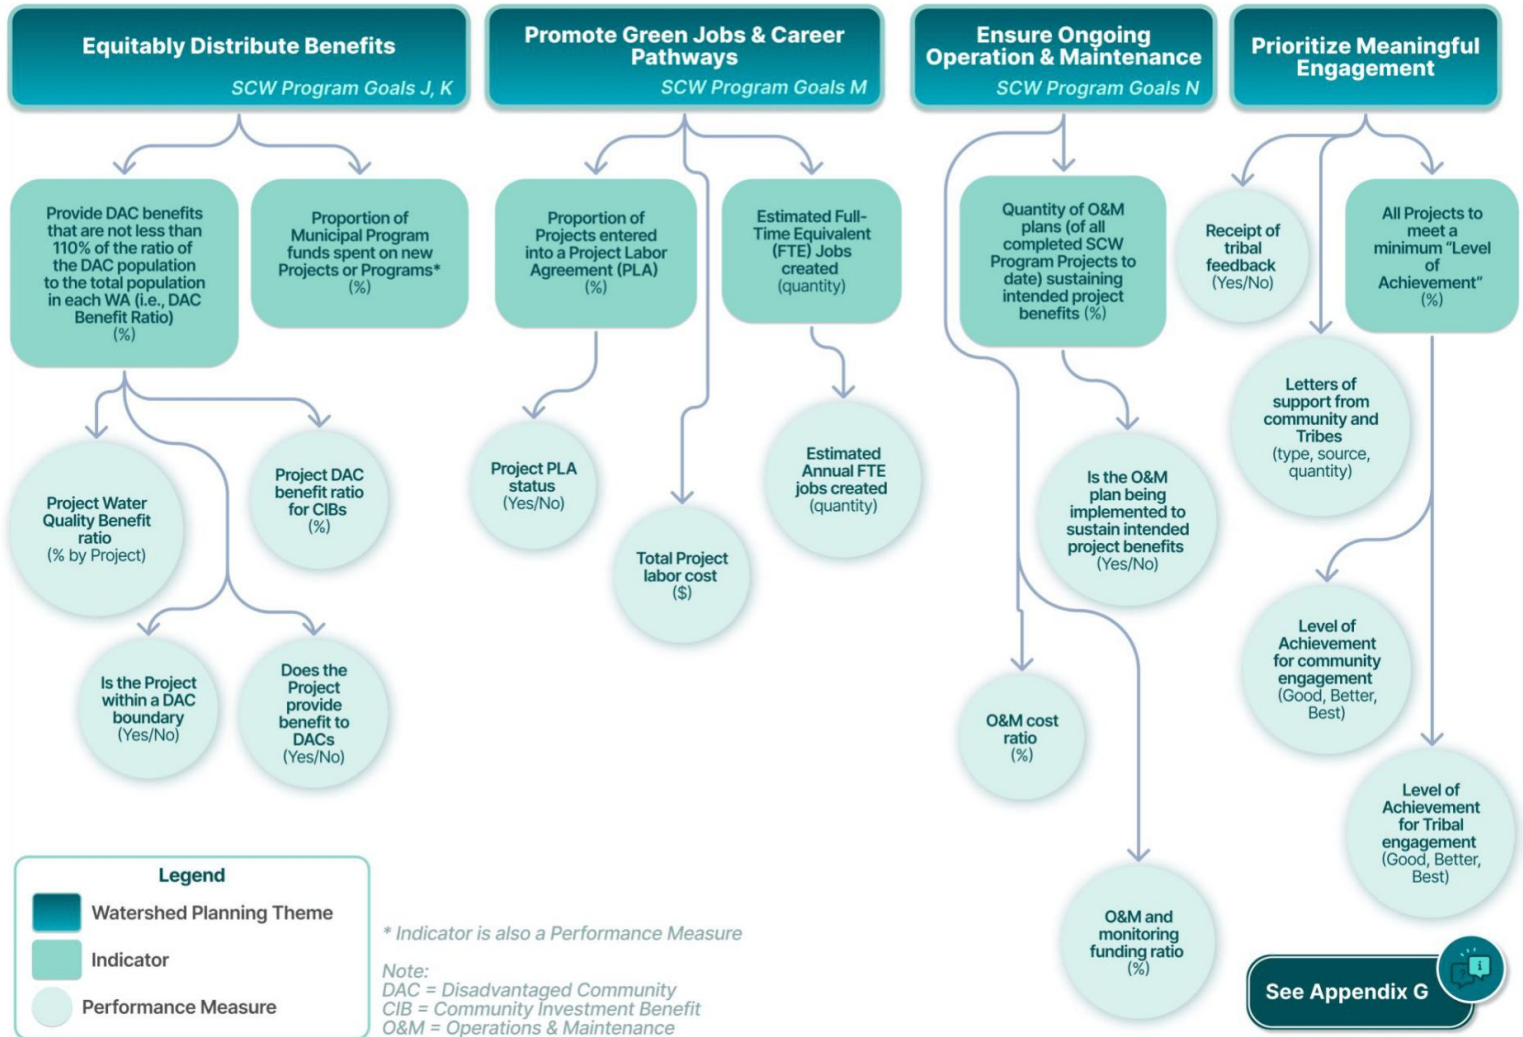 Equitably Distribute Benefits
SCW Program Goals J, K
Promote Green Jobs & Career
Pathways
SCW Program Goals M
Ensure Ongoing
Operation & Maintenance
SCW Program Goals N
Prioritize Meaningful
Engagement
Provide DAC benefits
that are not less than
110% of the ratio of
the DAC population
to the total population
in each WA (i.e., DAC
Benefit Ratio)
(%)
Proportion of
Municipal Program
funds spent on new
Projects or Programs*
(%)
Proportion of
Projects entered
into a Project Labor
Agreement (PLA)
(%)
Estimated Full-
Time Equivalent
(FTE) Jobs
created
(quantity)
Quantity of O&M
plans (of all
completed SCW
Program Projects to
date) sustaining
intended project
benefits (%)
Receipt of
tribal
feedback
(Yes/No)
All Projects to
meet a
minimum “Level
of
Achievement”
(%)
Letters of
support from
community and
Tribes
(type, source,
quantity)
Project Water
Quality Benefit
ratio
(% by Project)
Project DAC
benefit ratio
for CIBs
(%)
Project PLA
status
(Yes/No)
Estimated
Annual FTE
jobs created
(quantity)
Is the O&M
plan being
implemented to
sustain intended
project benefits
(Yes/No)
Total Project
labor cost
($)
Is the Project
within a DAC
boundary
(Yes/No)
Does the
Project
provide
benefit to
DACs
(Yes/No)
Level of
Achievement
for community
engagement
(Good, Better,
Best)
O&M cost
ratio
(%)
Level of
Achievement
for Tribal
engagement
(Good, Better,
Best)
O&M and
monitoring
funding ratio
(%)
Legend
Watershed Planning Theme
Indicator
Performance Measure
* Indicator is also a Performance Measure
Note:
DAC = Disadvantaged Community
CIB = Community Investment Benefit
O&M = Operations & Maintenance
See Appendix G
? i